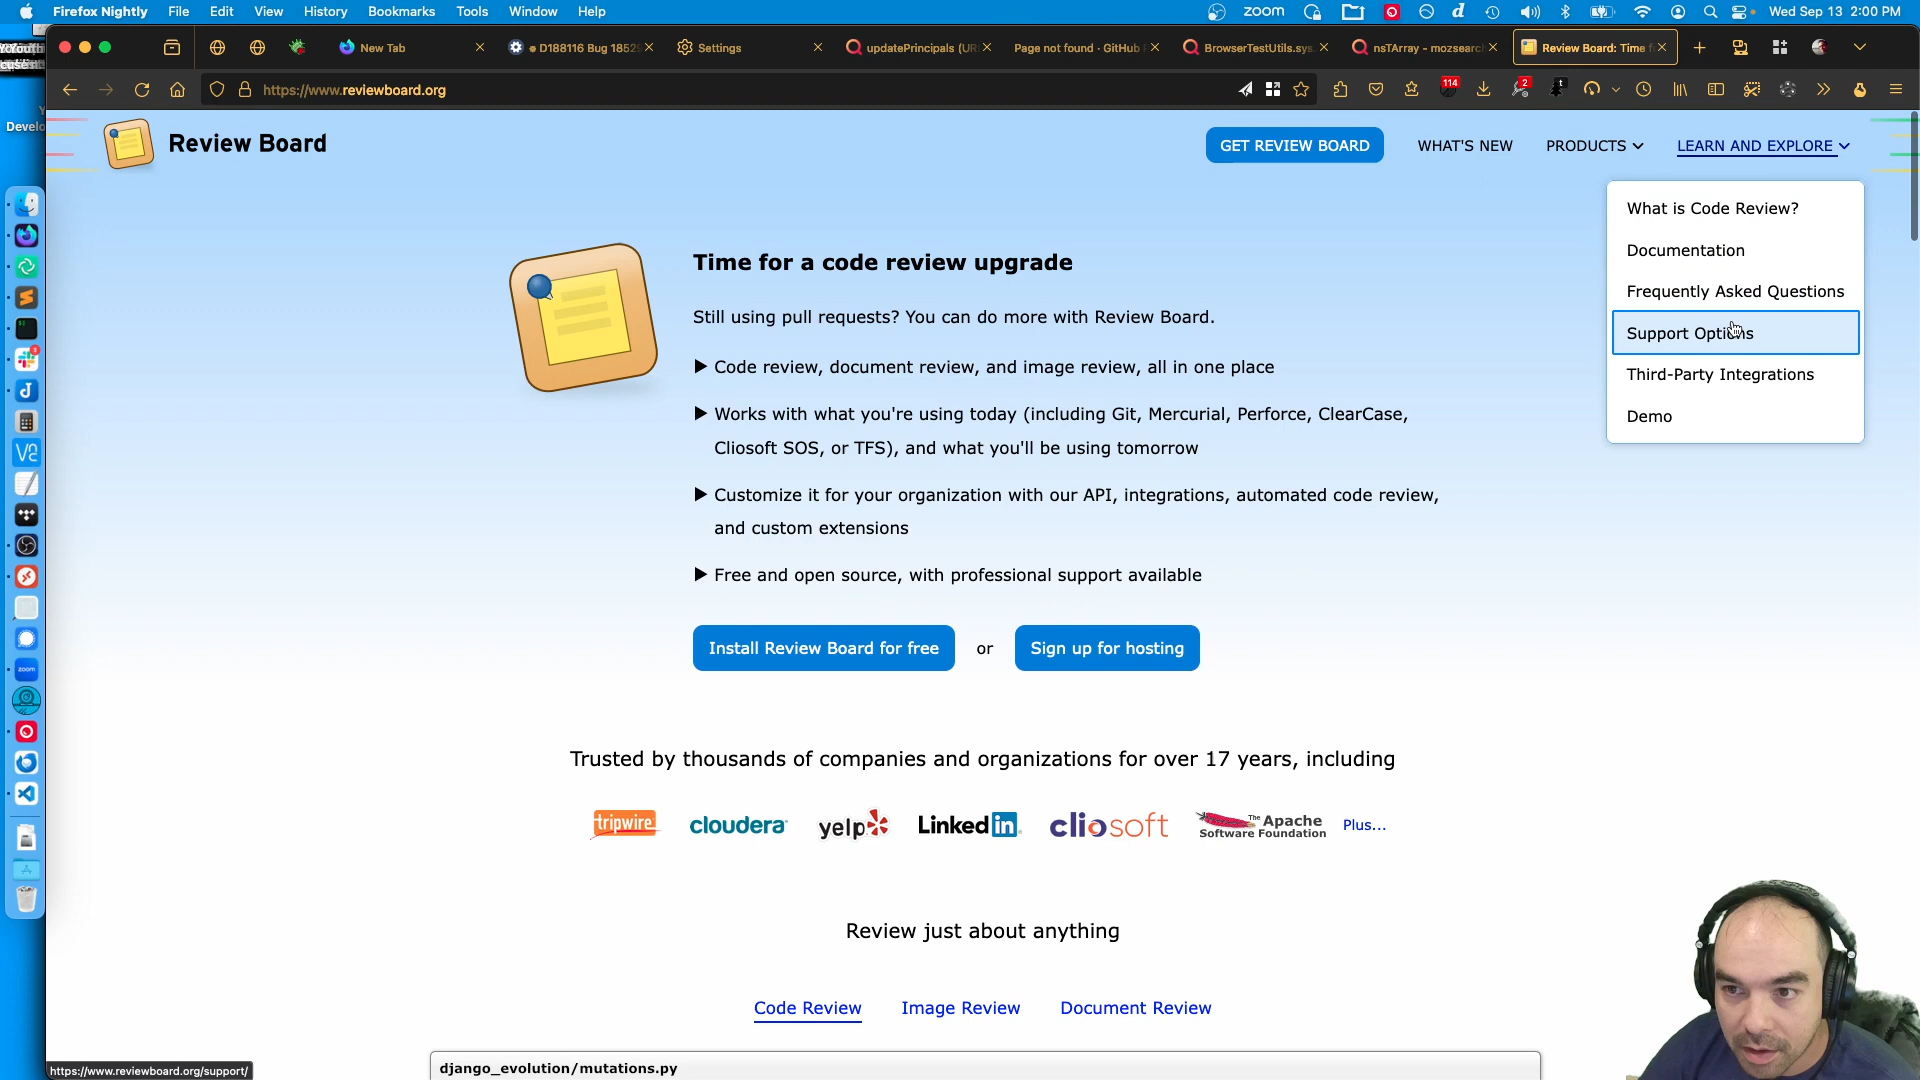 Firefox Nightly File Edit View History Bookmarks Tools Window Help zoom d Wed Sep 13 2:00 PM
New Tab D188116 Bug 1852 Settings updatePrincipals (URI Page not found · GitHub P BrowserTestUtils.sys. nsTArray - mozsearch Review Board: Time f
https://www.reviewboard.org 114 2 t
Develo
Review Board
GET REVIEW BOARD WHAT'S NEW PRODUCTS LEARN AND EXPLORE
What is Code Review?
Documentation
Frequently Asked Questions
Support Options
Third-Party Integrations
Demo
Time for a code review upgrade
Still using pull requests? You can do more with Review Board.
Code review, document review, and image review, all in one place
Works with what you're using today (including Git, Mercurial, Perforce, ClearCase,
Cliosoft SOS, or TFS), and what you'll be using tomorrow
Customize it for your organization with our API, integrations, automated code review,
and custom extensions
Free and open source, with professional support available
Install Review Board for free or Sign up for hosting
Trusted by thousands of companies and organizations for over 17 years, including
tripwire cloudera yelp LinkedIn cliosoft The Apache Software Foundation Plus...
Review just about anything
Code Review Image Review Document Review
django_evolution/mutations.py
https://www.reviewboard.org/support/